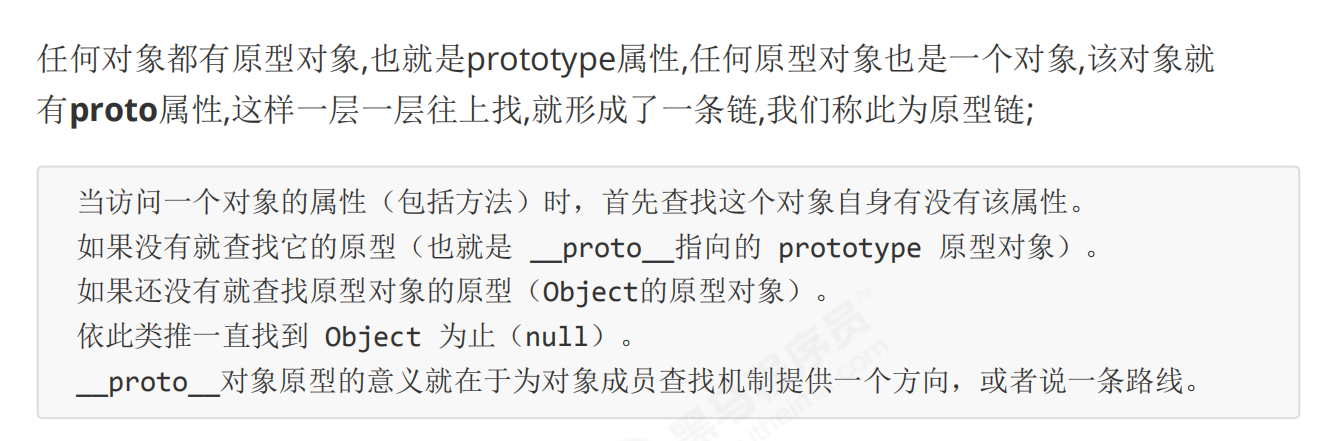 任何对象都有原型对象,也就是prototype属性,任何原型对象也是一个对象,该对象就
有proto属性,这样一层一层往上找,就形成了一条链,我们称此为原型链;
当访问一个对象的属性（包括方法）时，首先查找这个对象自身有没有该属性。
如果没有就查找它的原型（也就是 __proto__指向的 prototype 原型对象）。
如果还没有就查找原型对象的原型（Object的原型对象）。
依此类推一直找到 Object 为止（null）。
__proto__对象原型的意义就在于为对象成员查找机制提供一个方向，或者说一条路线。